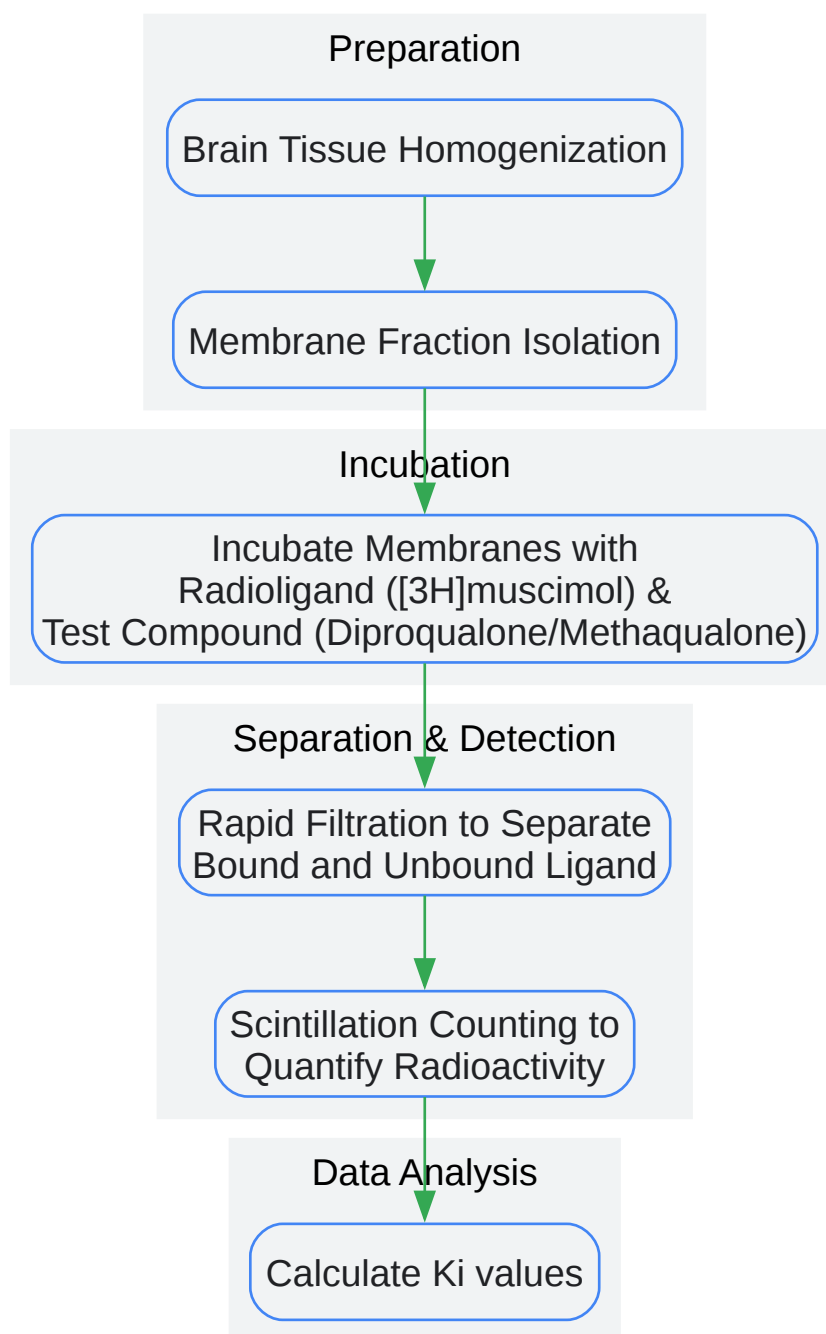 Preparation
Brain Tissue Homogenization
Membrane Fraction Isolation
Incubation
Incubate Membranes with
Radioligand ([3H]muscimol) &
Test Compound (Diproqualone/Methaqualone)
Separation & Detection
Rapid Filtration to Separate
Bound and Unbound Ligand
Scintillation Counting to
Quantify Radioactivity
Data Analysis
Calculate Ki values